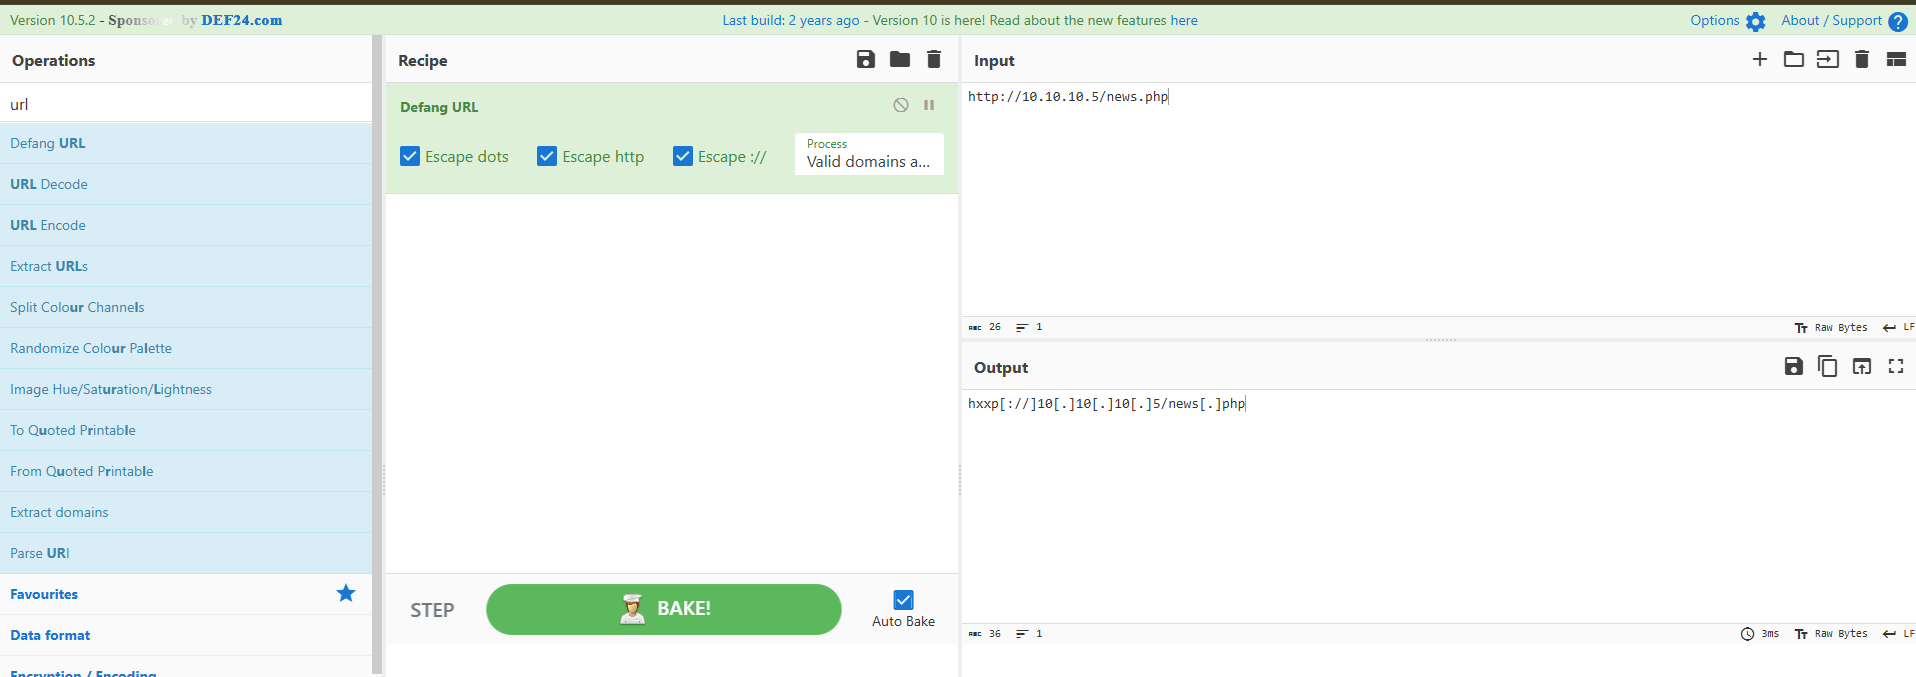 Version 10.5.2 - Sponsored by DEF24.com
Last build: 2 years ago - Version 10 is here! Read about the new features here
Options
About / Support
Operations
url
Defang URL
URL Decode
URL Encode
Extract URLs
Split Colour Channels
Randomize Colour Palette
Image Hue/Saturation/Lightness
To Quoted Printable
From Quoted Printable
Extract domains
Parse URI
Favourites
Data format
Encryption / Encoding
Recipe
Defang URL
Escape dots
Escape http
Escape ://
Process
Valid domains a...
STEP
BAKE!
Auto Bake
Input
http://10.10.10.5/news.php
ABC 26
1
Tт Raw Bytes
LF
Output
hxxp[://]10[.]10[.]10[.]5/news[.]php
ABC 36
1
3ms
Tт Raw Bytes
LF